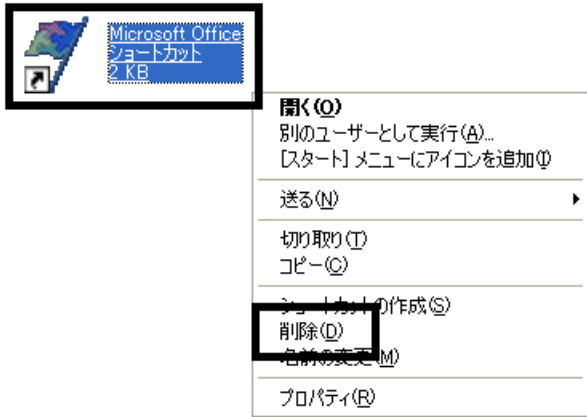 Microsoft Office
ショートカット
2 KB
開く(O)
別のユーザーとして実行(A)...
[スタート] メニューにアイコンを追加(I)
送る(N)
切り取り(T)
コピー(C)
ショートカットの作成(S)
削除(D)
名前の変更(M)
プロパティ(R)